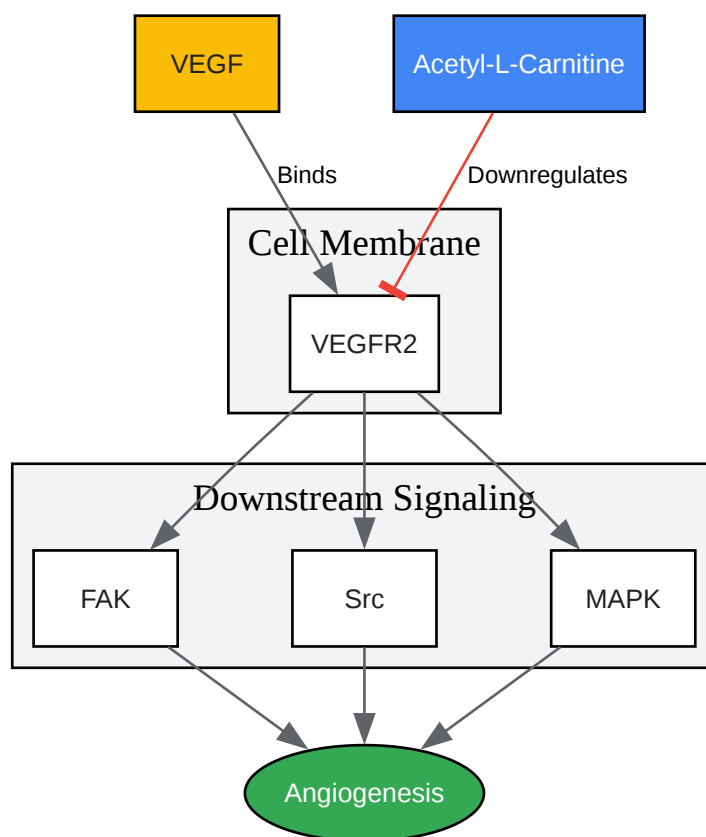 VEGF
Acetyl-L-Carnitine
Binds
Downregulates
Cell Membrane
VEGFR2
Downstream Signaling
FAK
Src
MAPK
Angiogenesis